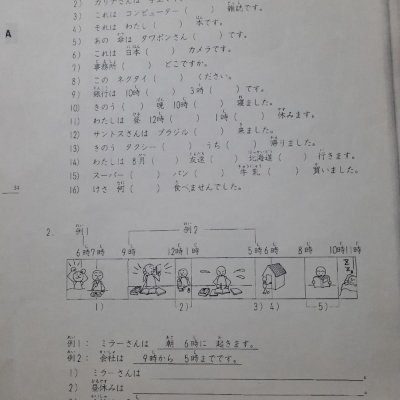 2) カリナさん
3) これは コンピューター( )雑誌です。
4) それは わたし( )本です。
5) あの 傘は タワポンさん( )です。
6) これは 日本( )カメラです。
7) 事務所( )どこですか。
8) この ネクタイ( )ください。
9) 銀行は 10時( )3時( )です。
10) きのう( )晩 10時( )寝ました。
11) わたしは 昼 12時( )1時( )休みます。
12) サントスさんは ブラジル( )来ました。
13) きのう タクシー( )うち( )帰りました。
14) わたしは 8月( )友達( )北海道( )行きます。
15) スーパー( )パン( )牛乳( )買いました。
16) けさ 何( )食べませんでした。
A
34
2.
例1 例2
6時 7時 9時 12時 1時 5時 6時 8時 10時 11時
1) 2) 3) 4) 5)
例1: ミラーさんは 朝 6時に 起きます。
例2: 会社は 9時から 5時までです。
1) ミラーさんは 。
2) 昼休みは 。